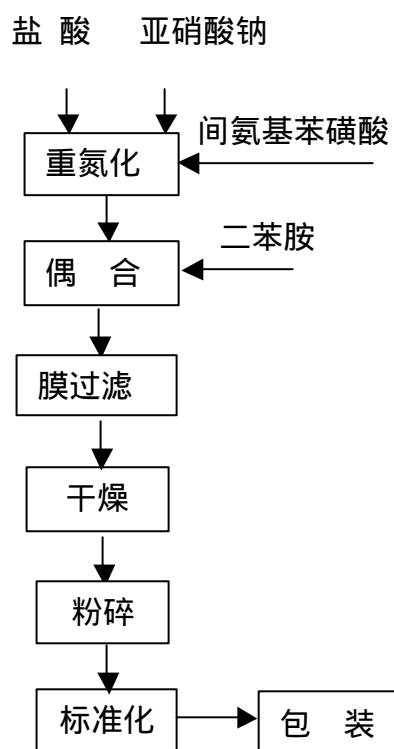 盐 酸 亚硝酸钠
间氨基苯磺酸
重氮化
二苯胺
偶 合
膜过滤
干燥
粉碎
标准化
包 装